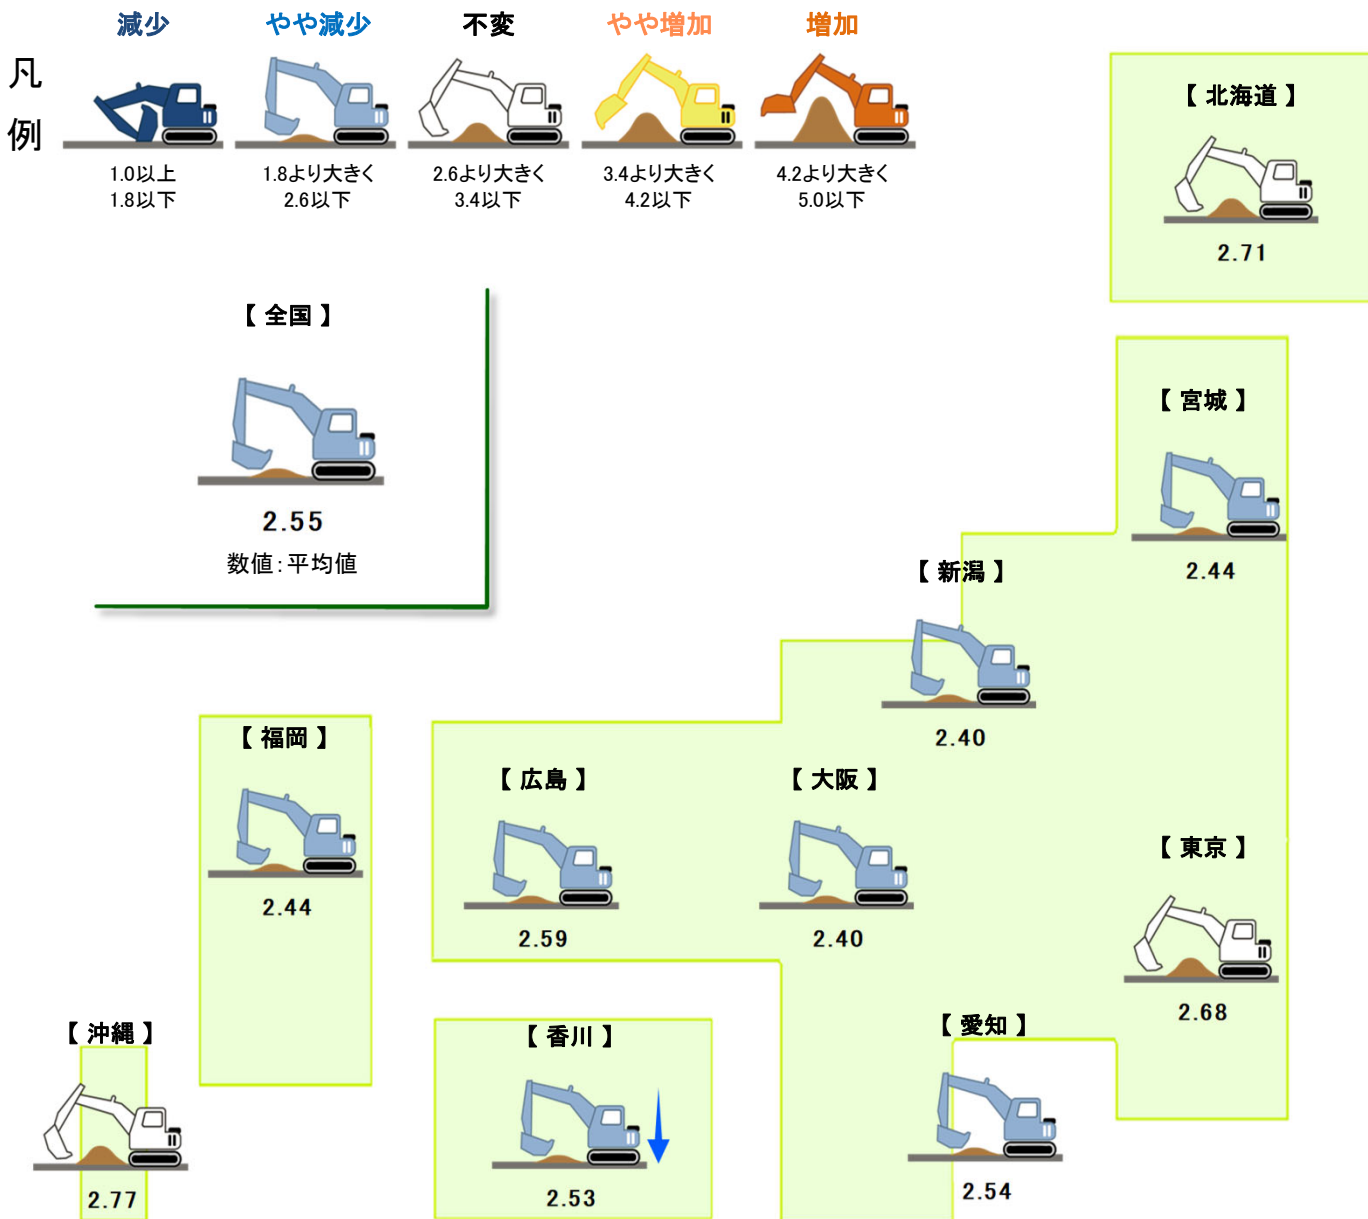 減少 やや減少 不変 やや増加 増加
凡
例
1.0以上 1.8より大きく 2.6より大きく 3.4より大きく 4.2より大きく
1.8以下 2.6以下 3.4以下 4.2以下 5.0以下
【 北海道 】
2.71
【 全国 】
2.55
数値:平均値
【 宮城 】
2.44
【 新潟 】
2.40
【 福岡 】
2.44
【 広島 】
2.59
【 大阪 】
2.40
【 東京 】
2.68
【 沖縄 】
2.77
【 香川 】
2.53
【 愛知 】
2.54